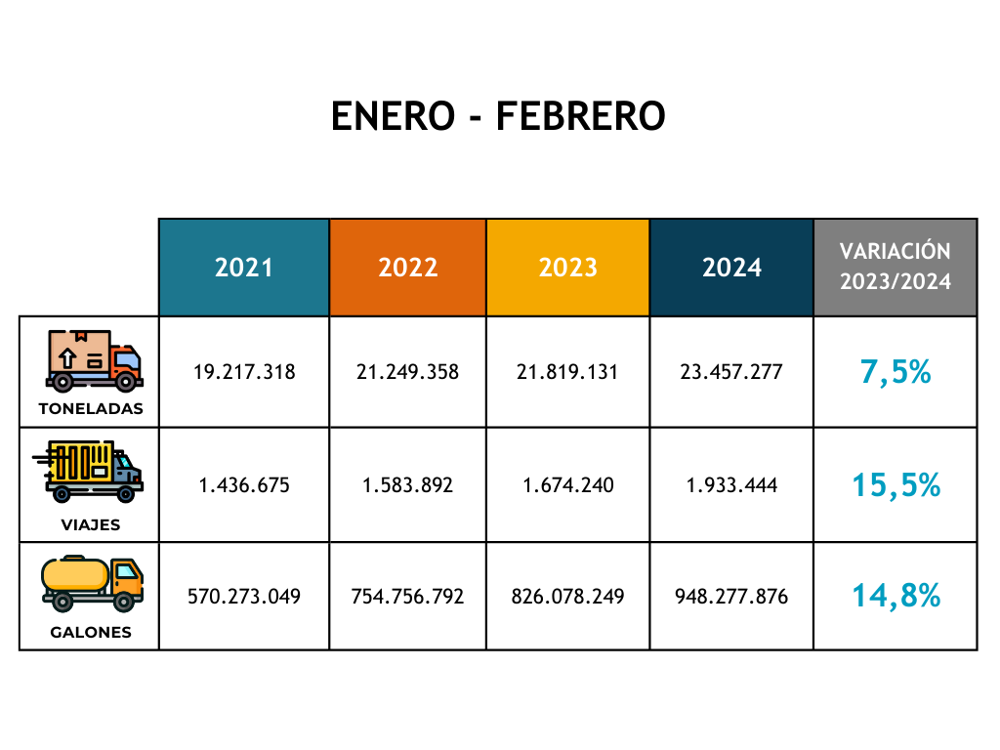 ENERO - FEBRERO
2021 2022 2023 2024 VARIACIÓN 2023/2024
TONELADAS 19.217.318 21.249.358 21.819.131 23.457.277 7,5%
VIAJES 1.436.675 1.583.892 1.674.240 1.933.444 15,5%
GALONES 570.273.049 754.756.792 826.078.249 948.277.876 14,8%